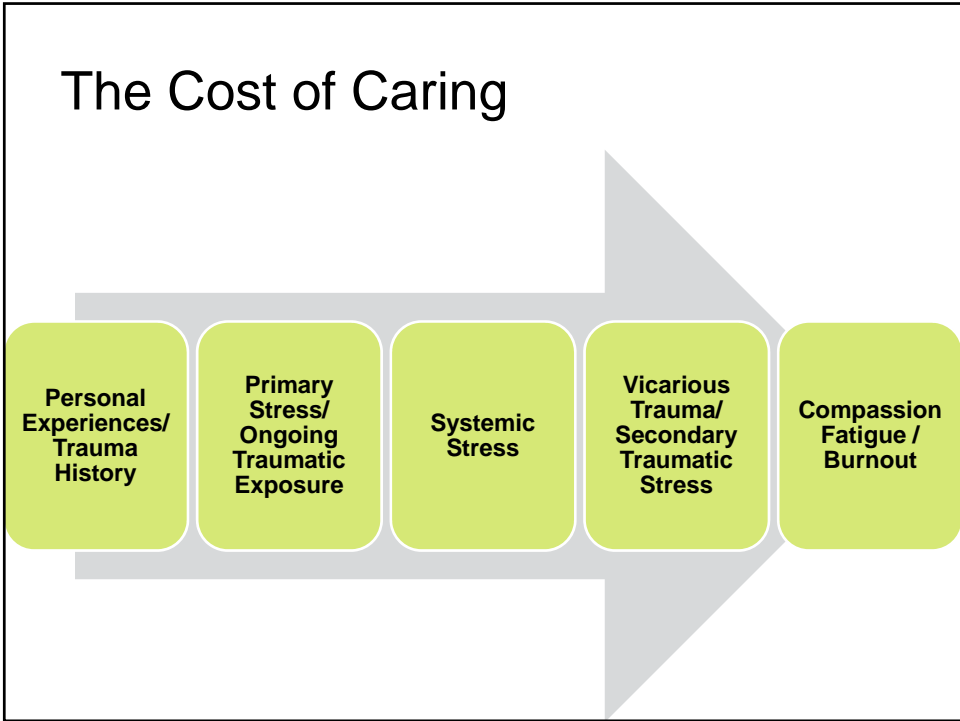 The Cost of Caring
Personal
Experiences/
Trauma
History
Primary
Stress/
Ongoing
Traumatic
Exposure
Systemic
Stress
Vicarious
Trauma/
Secondary
Traumatic
Stress
Compassion
Fatigue /
Burnout